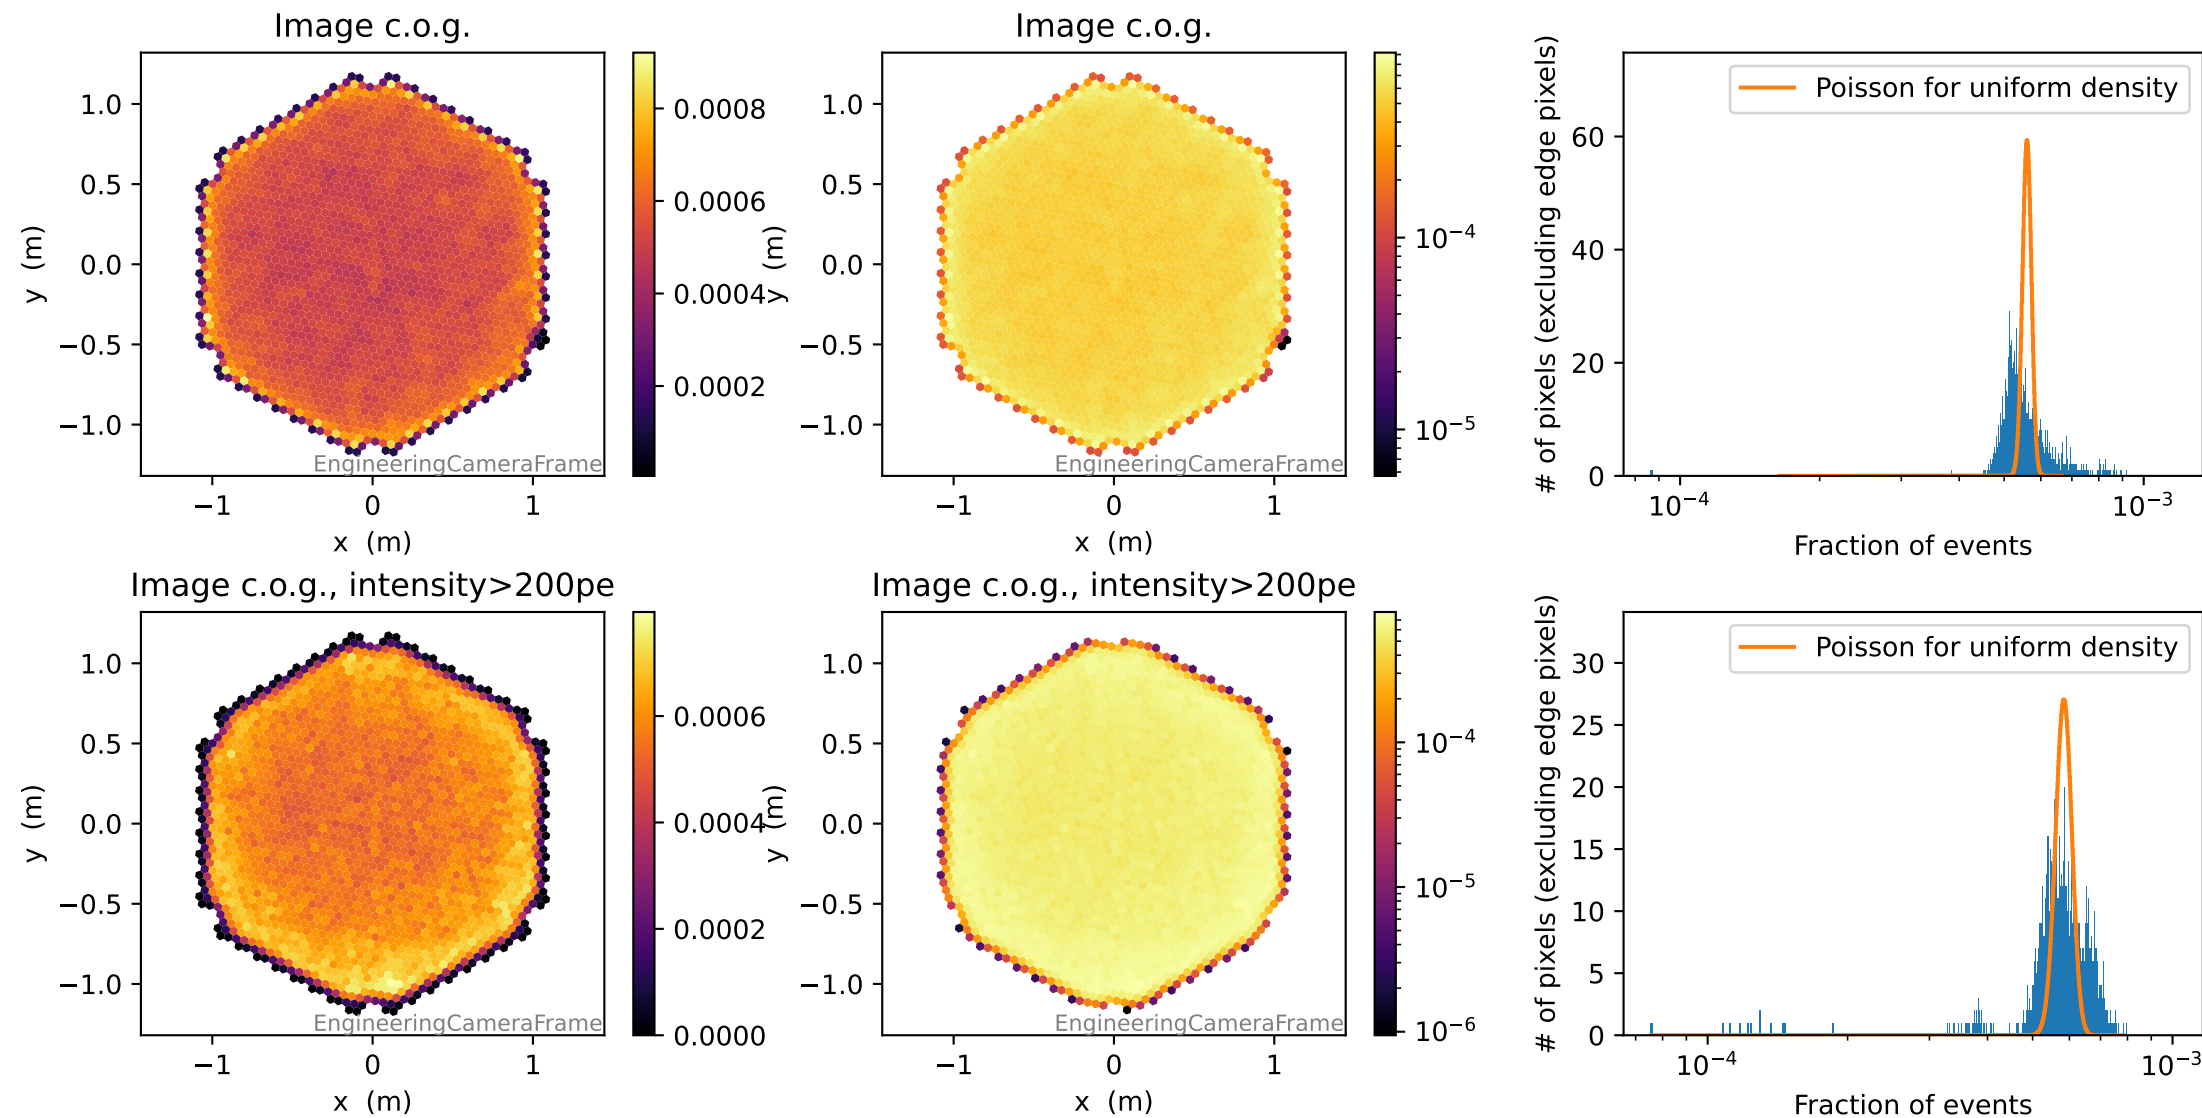 Image c.o.g.
1.0
0.5
0.0
−0.5
−1.0
y (m)
−1
0
1
x (m)
EngineeringCameraFrame
0.0008
0.0006
0.0004
0.0002
Image c.o.g.
1.0
0.5
0.0
−0.5
−1.0
y (m)
−1
0
1
x (m)
EngineeringCameraFrame
10⁻⁴
10⁻⁵
# of pixels (excluding edge pixels)
60
40
20
0
Poisson for uniform density
10⁻⁴
10⁻³
Fraction of events
Image c.o.g., intensity>200pe
1.0
0.5
0.0
−0.5
−1.0
y (m)
−1
0
1
x (m)
EngineeringCameraFrame
0.0006
0.0004
0.0002
0.0000
Image c.o.g., intensity>200pe
1.0
0.5
0.0
−0.5
−1.0
y (m)
−1
0
1
x (m)
EngineeringCameraFrame
10⁻⁴
10⁻⁵
10⁻⁶
# of pixels (excluding edge pixels)
30
25
20
15
10
5
0
Poisson for uniform density
10⁻⁴
10⁻³
Fraction of events